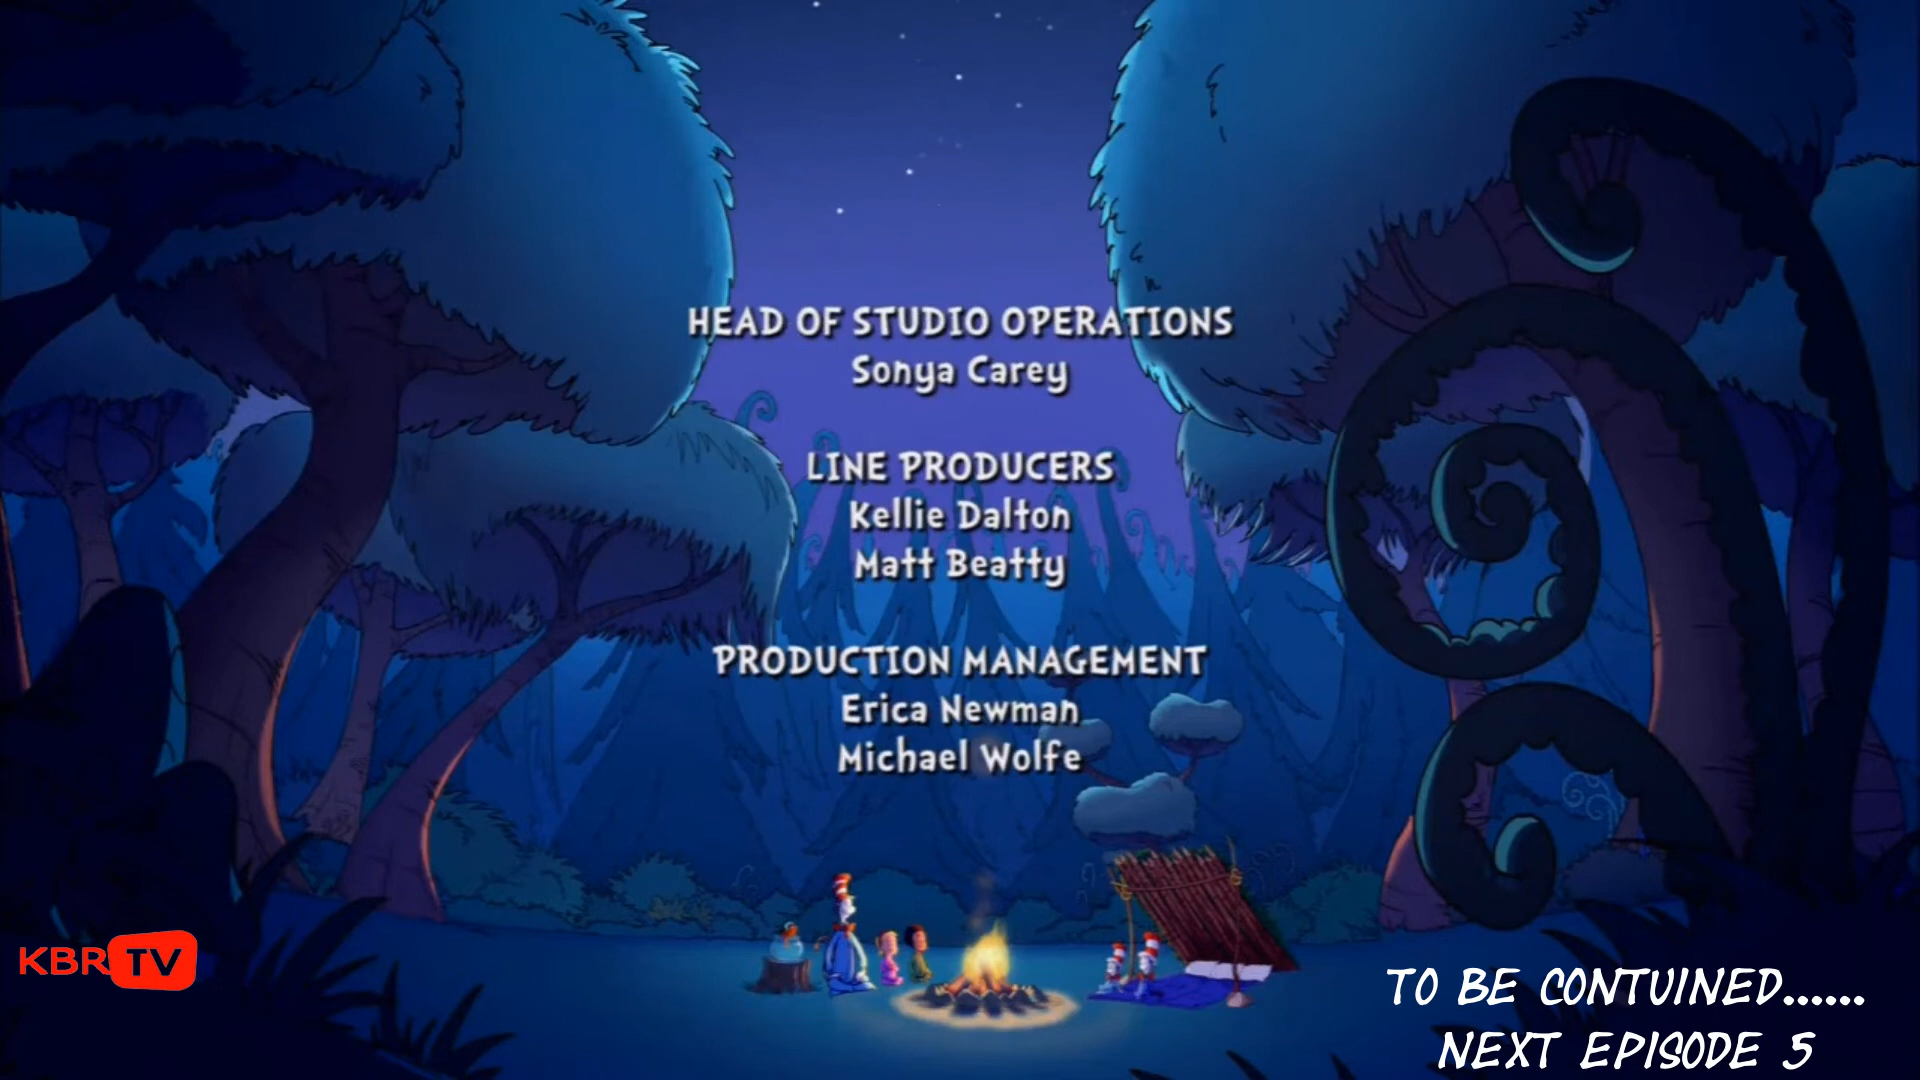 HEAD OF STUDIO OPERATIONS
Sonya Carey
LINE PRODUCERS
Kellie Dalton
Matt Beatty
PRODUCTION MANAGEMENT
Erica Newman
Michael Wolfe
KBR TV
TO BE CONTUINED......
NEXT EPISODE 5